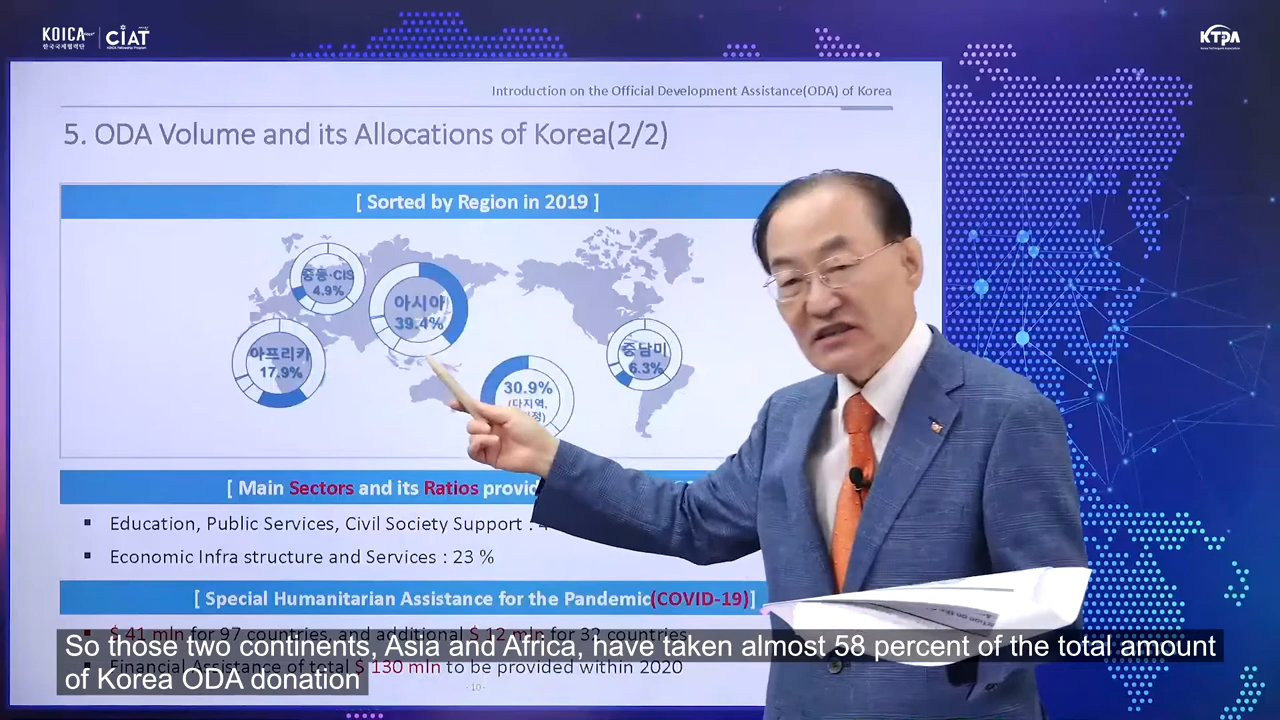 KOICA
한국국제협력단
CIAT
KOICA Fellowship Program
KTPA
Korea Technopark Association
Introduction on the Official Development Assistance(ODA) of Korea
5. ODA Volume and its Allocations of Korea(2/2)
[ Sorted by Region in 2019 ]
중동·CIS
4.9%
아시아
39.4%
아프리카
17.9%
중남미
6.3%
30.9%
(다지역,
[ Main Sectors and its Ratios provid
Education, Public Services, Civil Society Support :
Economic Infra structure and Services : 23 %
[ Special Humanitarian Assistance for the Pandemic(COVID-19)]
$ 41 mln for 97 countries, and additional $ 12 mln for 32 countries
Financial Assistance of total $ 130 mln to be provided within 2020
- 10 -
So those two continents, Asia and Africa, have taken almost 58 percent of the total amount
of Korea ODA donation